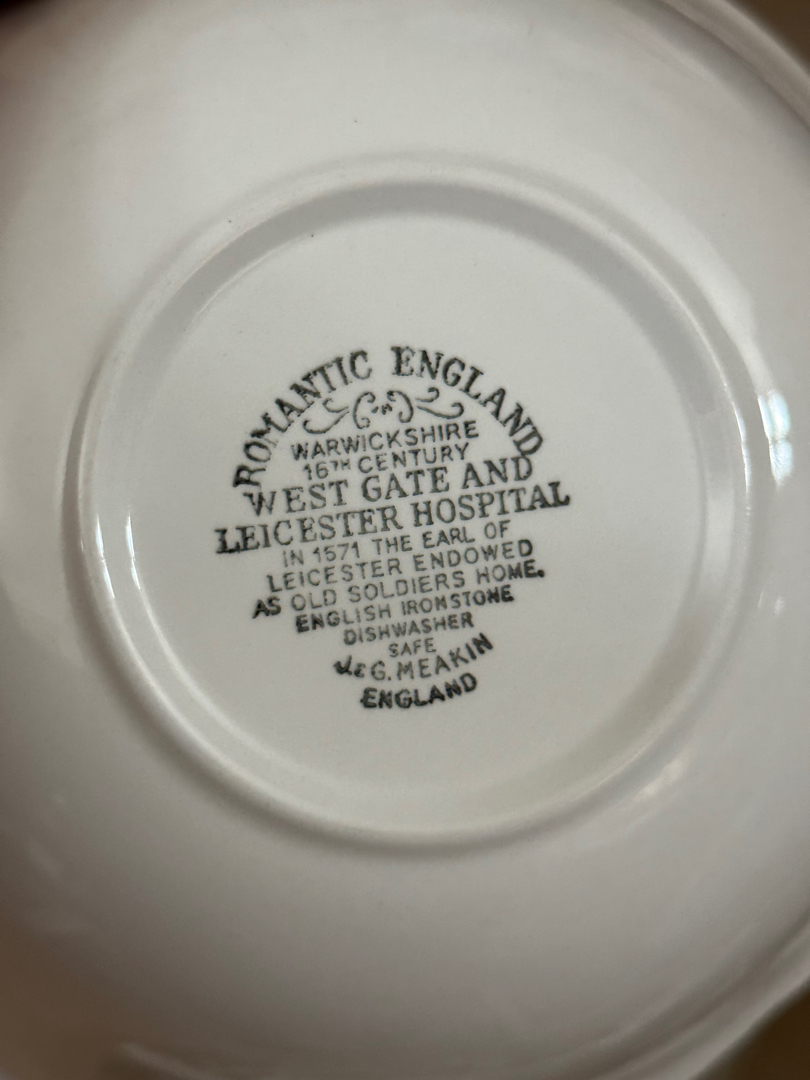 ROMANTIC ENGLAND
WARWICKSHIRE
16TH CENTURY
WEST GATE AND
LEICESTER HOSPITAL
IN 1571 THE EARL OF
LEICESTER ENDOWED
AS OLD SOLDIERS HOME.
ENGLISH IRONSTONE
DISHWASHER
SAFE
J & G. MEAKIN
ENGLAND